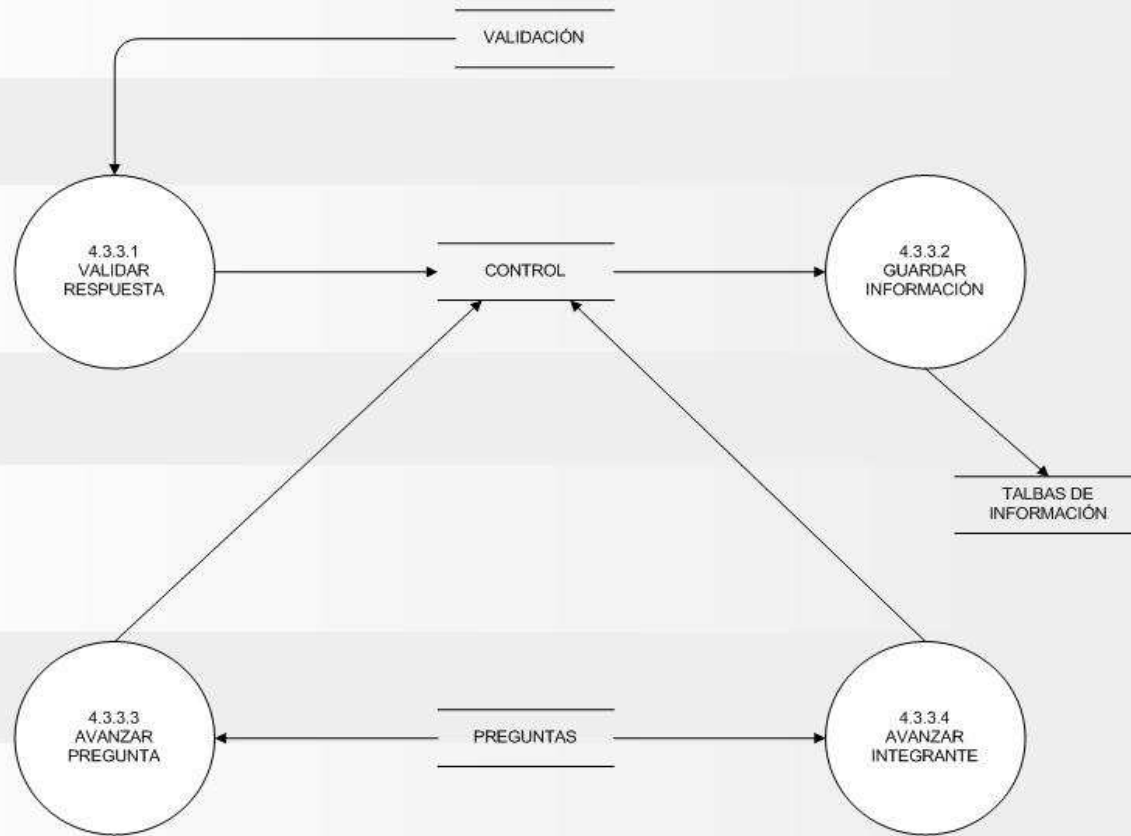 VALIDACIÓN
4.3.3.1
VALIDAR
RESPUESTA
CONTROL
4.3.3.2
GUARDAR
INFORMACIÓN
TALBAS DE
INFORMACIÓN
4.3.3.3
AVANZAR
PREGUNTA
PREGUNTAS
4.3.3.4
AVANZAR
INTEGRANTE